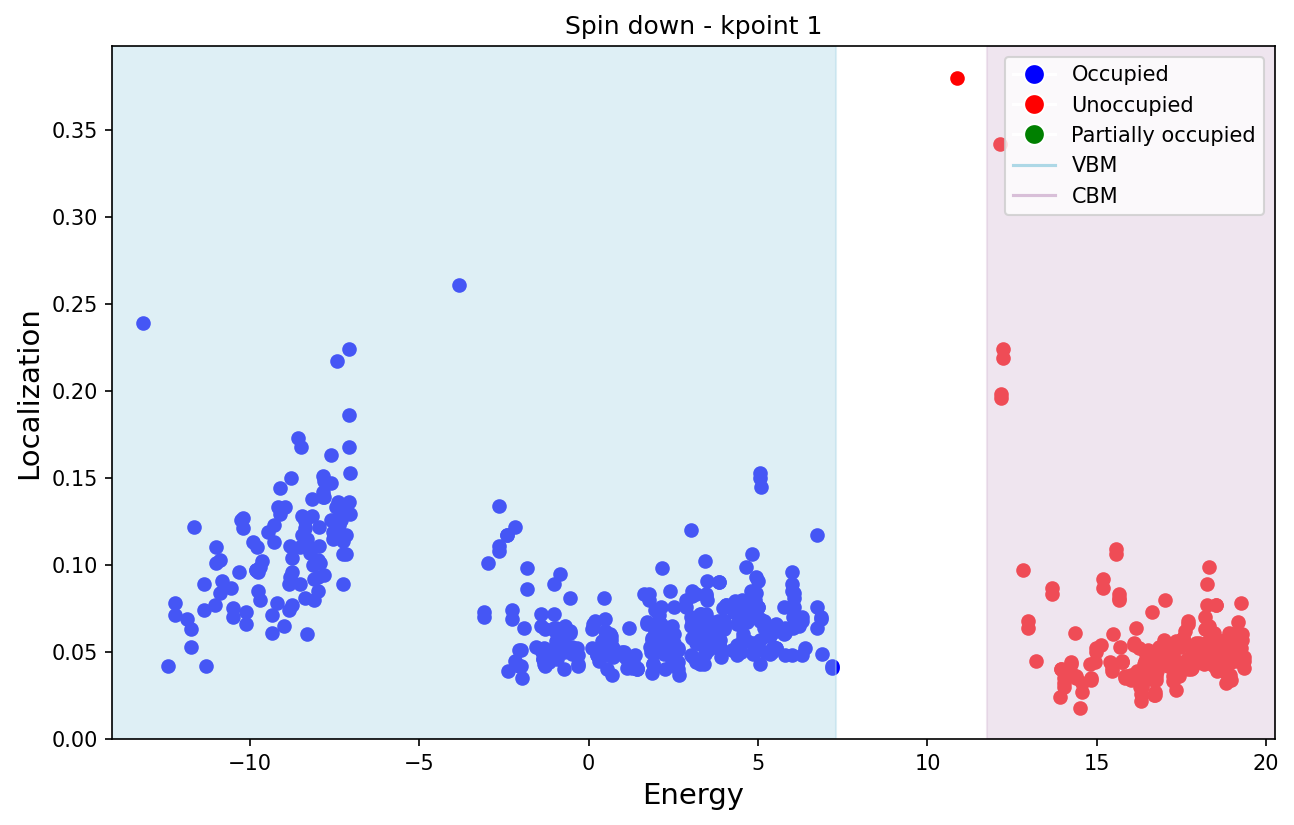 Spin down - kpoint 1
Localization
0.35
0.30
0.25
0.20
0.15
0.10
0.05
0.00
Occupied
Unoccupied
Partially occupied
VBM
CBM
−10
−5
0
5
10
15
20
Energy